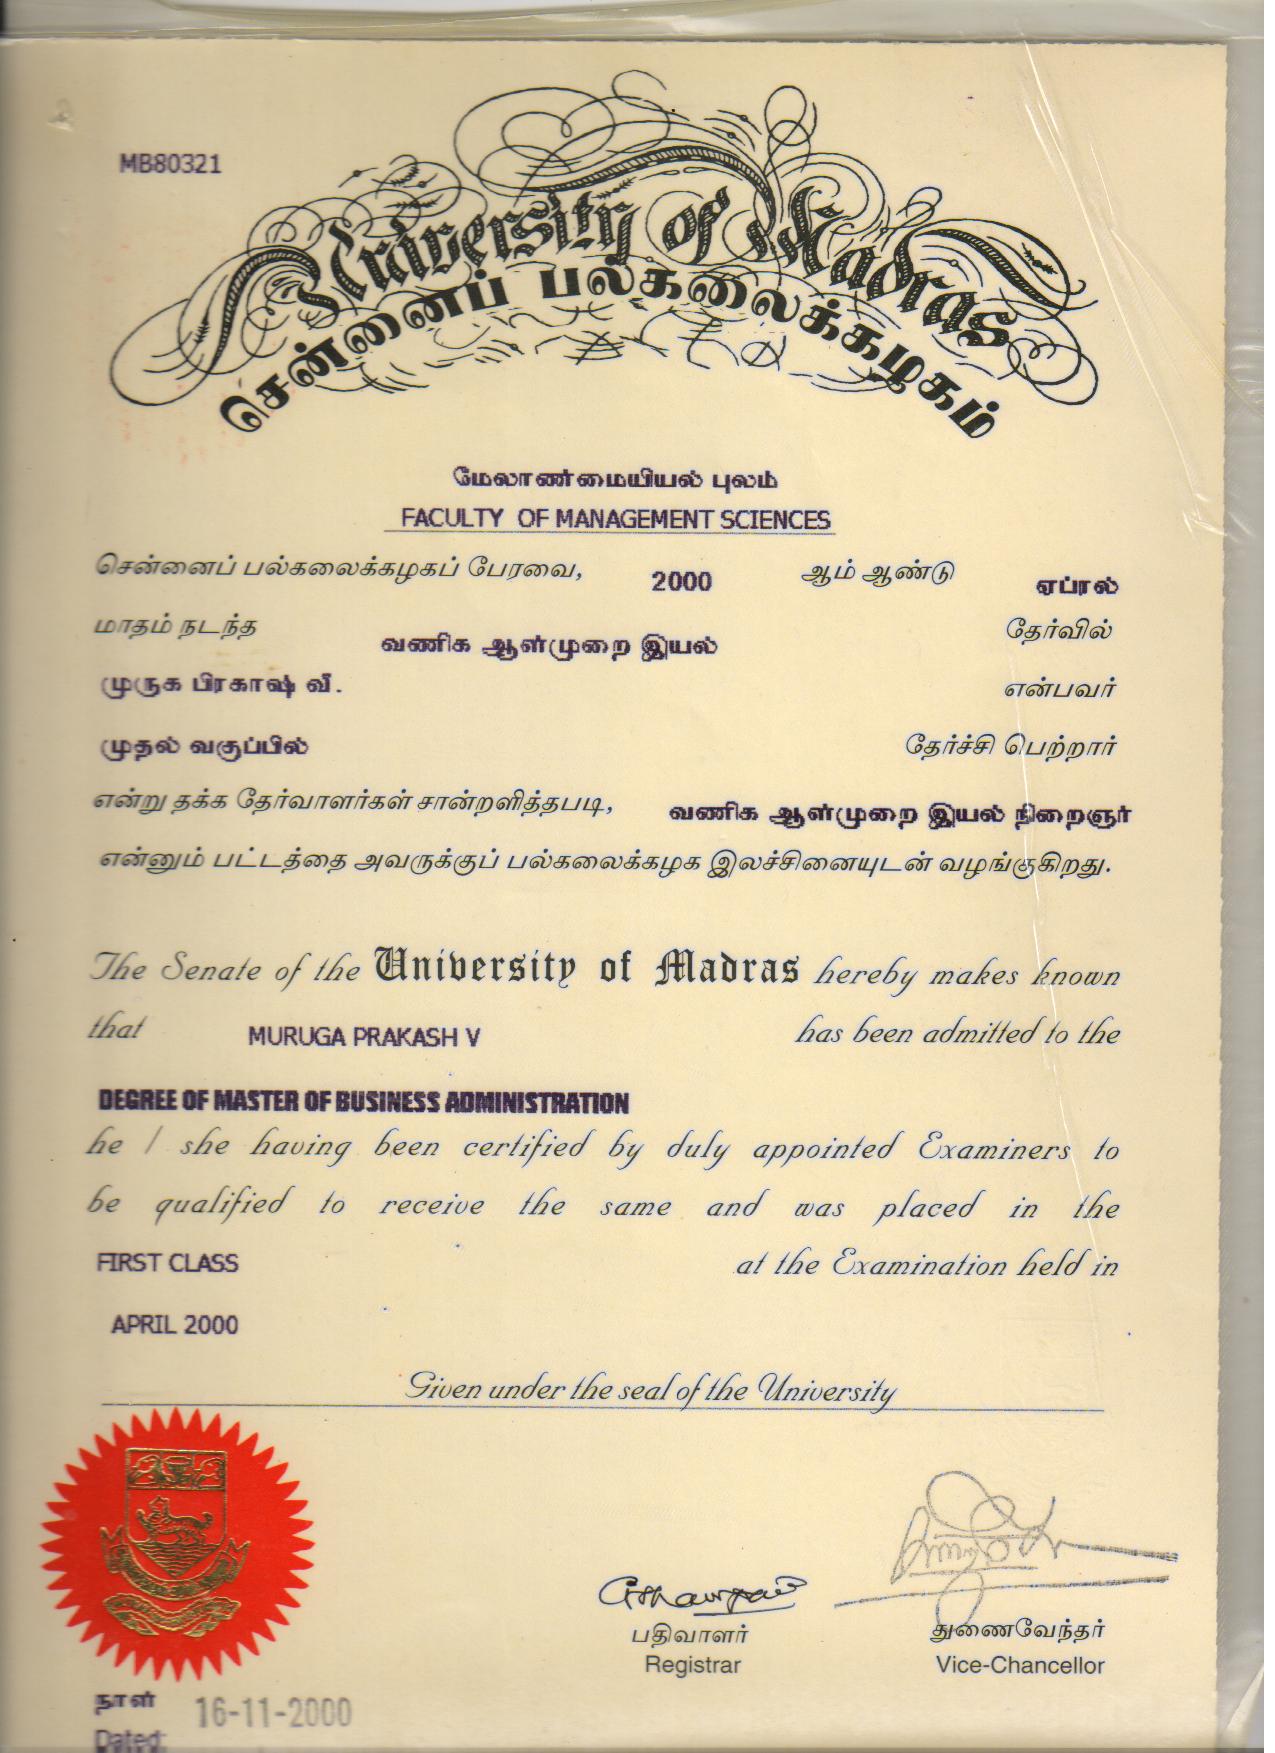 MB80321
University of Madras
சென்னைப் பல்கலைக்கழகம்
மேலாண்மையியல் புலம்
FACULTY OF MANAGEMENT SCIENCES
சென்னைப் பல்கலைக்கழகப் பேரவை, 2000 ஆம் ஆண்டு ஏப்ரல்
மாதம் நடந்த வணிக ஆள்முறை இயல் தேர்வில்
முருக பிரகாஷ் வீ. என்பவர்
முதல் வகுப்பில் தேர்ச்சி பெற்றார்
என்று தக்க தேர்வாளர்கள் சான்றளித்தபடி, வணிக ஆள்முறை இயல் நிறைஞர்
என்னும் பட்டத்தை அவருக்குப் பல்கலைக்கழக இலச்சினையுடன் வழங்குகிறது.
The Senate of the University of Madras hereby makes known
that MURUGA PRAKASH V has been admitted to the
DEGREE OF MASTER OF BUSINESS ADMINISTRATION
he / she having been certified by duly appointed Examiners to
be qualified to receive the same and was placed in the
FIRST CLASS at the Examination held in
APRIL 2000
Given under the seal of the University
பதிவாளர் துணைவேந்தர்
Registrar Vice-Chancellor
நாள் 16-11-2000
Dated: